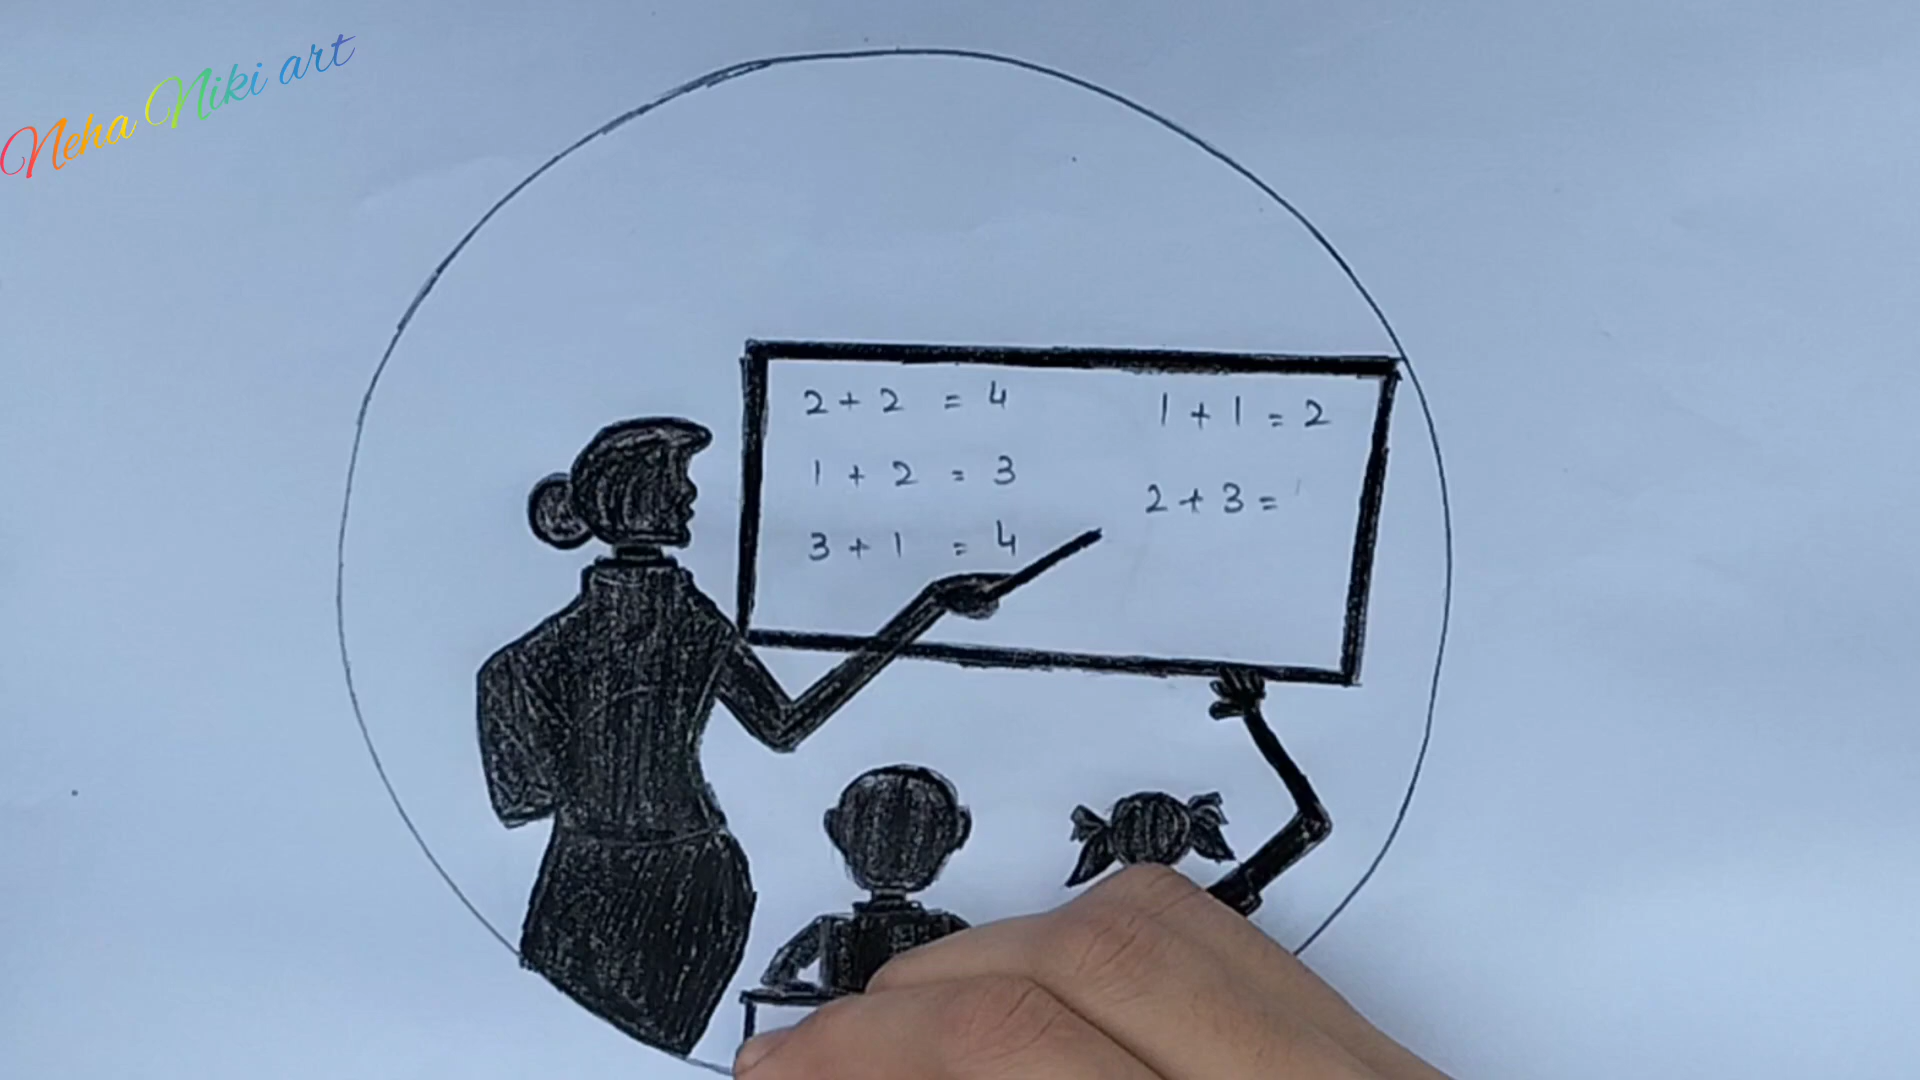 Neha Niki art
2 + 2 = 4
1 + 2 = 3
3 + 1 = 4
1 + 1 = 2
2 + 3 =